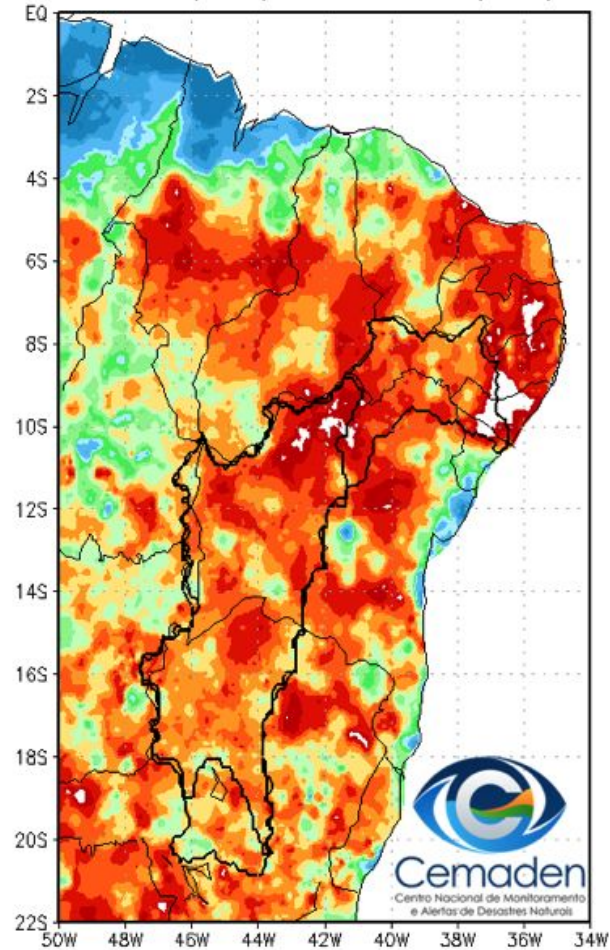 EQ
2S
4S
6S
8S
10S
12S
14S
16S
18S
20S
22S
50W 48W 46W 44W 42W 40W 38W 36W 34W
Cemaden
Centro Nacional de Monitoramento
e Alertas de Desastres Naturais